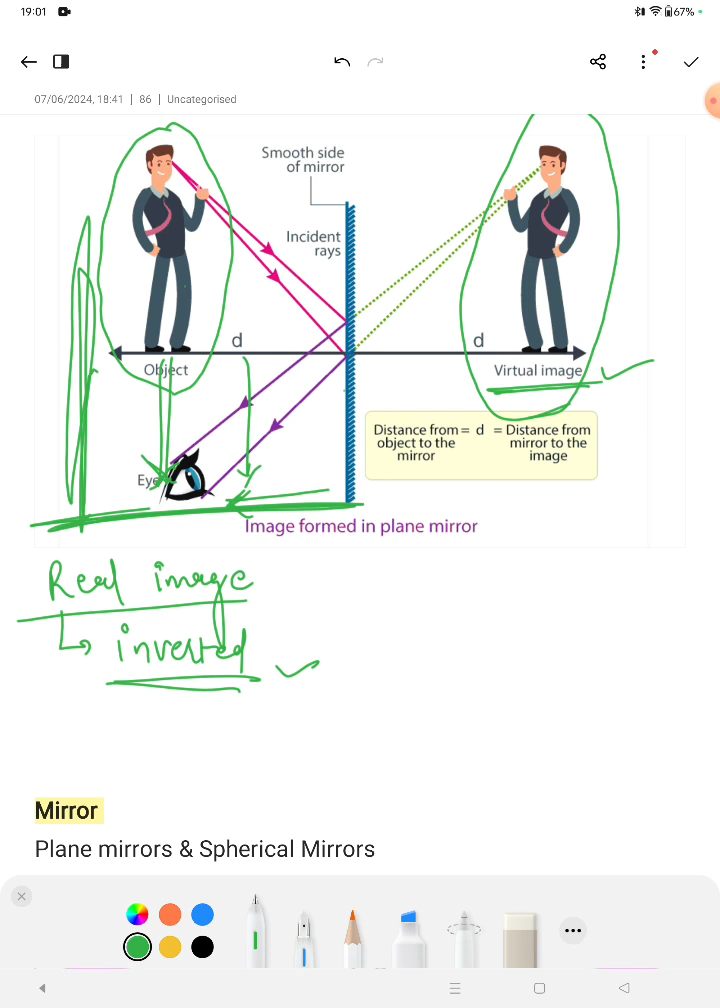 19:01
67%
07/06/2024, 18:41 | 86 | Uncategorised
Smooth side
of mirror
Incident
rays
d
d
Object
Virtual image
Distance from = d = Distance from
object to the mirror to the
mirror image
Eye
Image formed in plane mirror
Real image
↳ inverted
Mirror
Plane mirrors & Spherical Mirrors